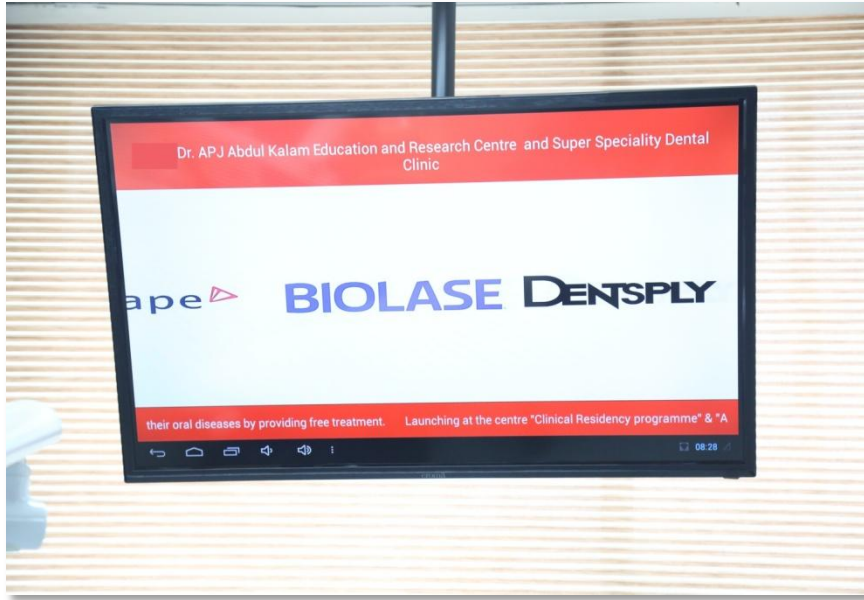 Dr. APJ Abdul Kalam Education and Research Centre and Super Speciality Dental
Clinic
ape BIOLASE DENTSPLY
their oral diseases by providing free treatment. Launching at the centre "Clinical Residency programme" & "A
08:28